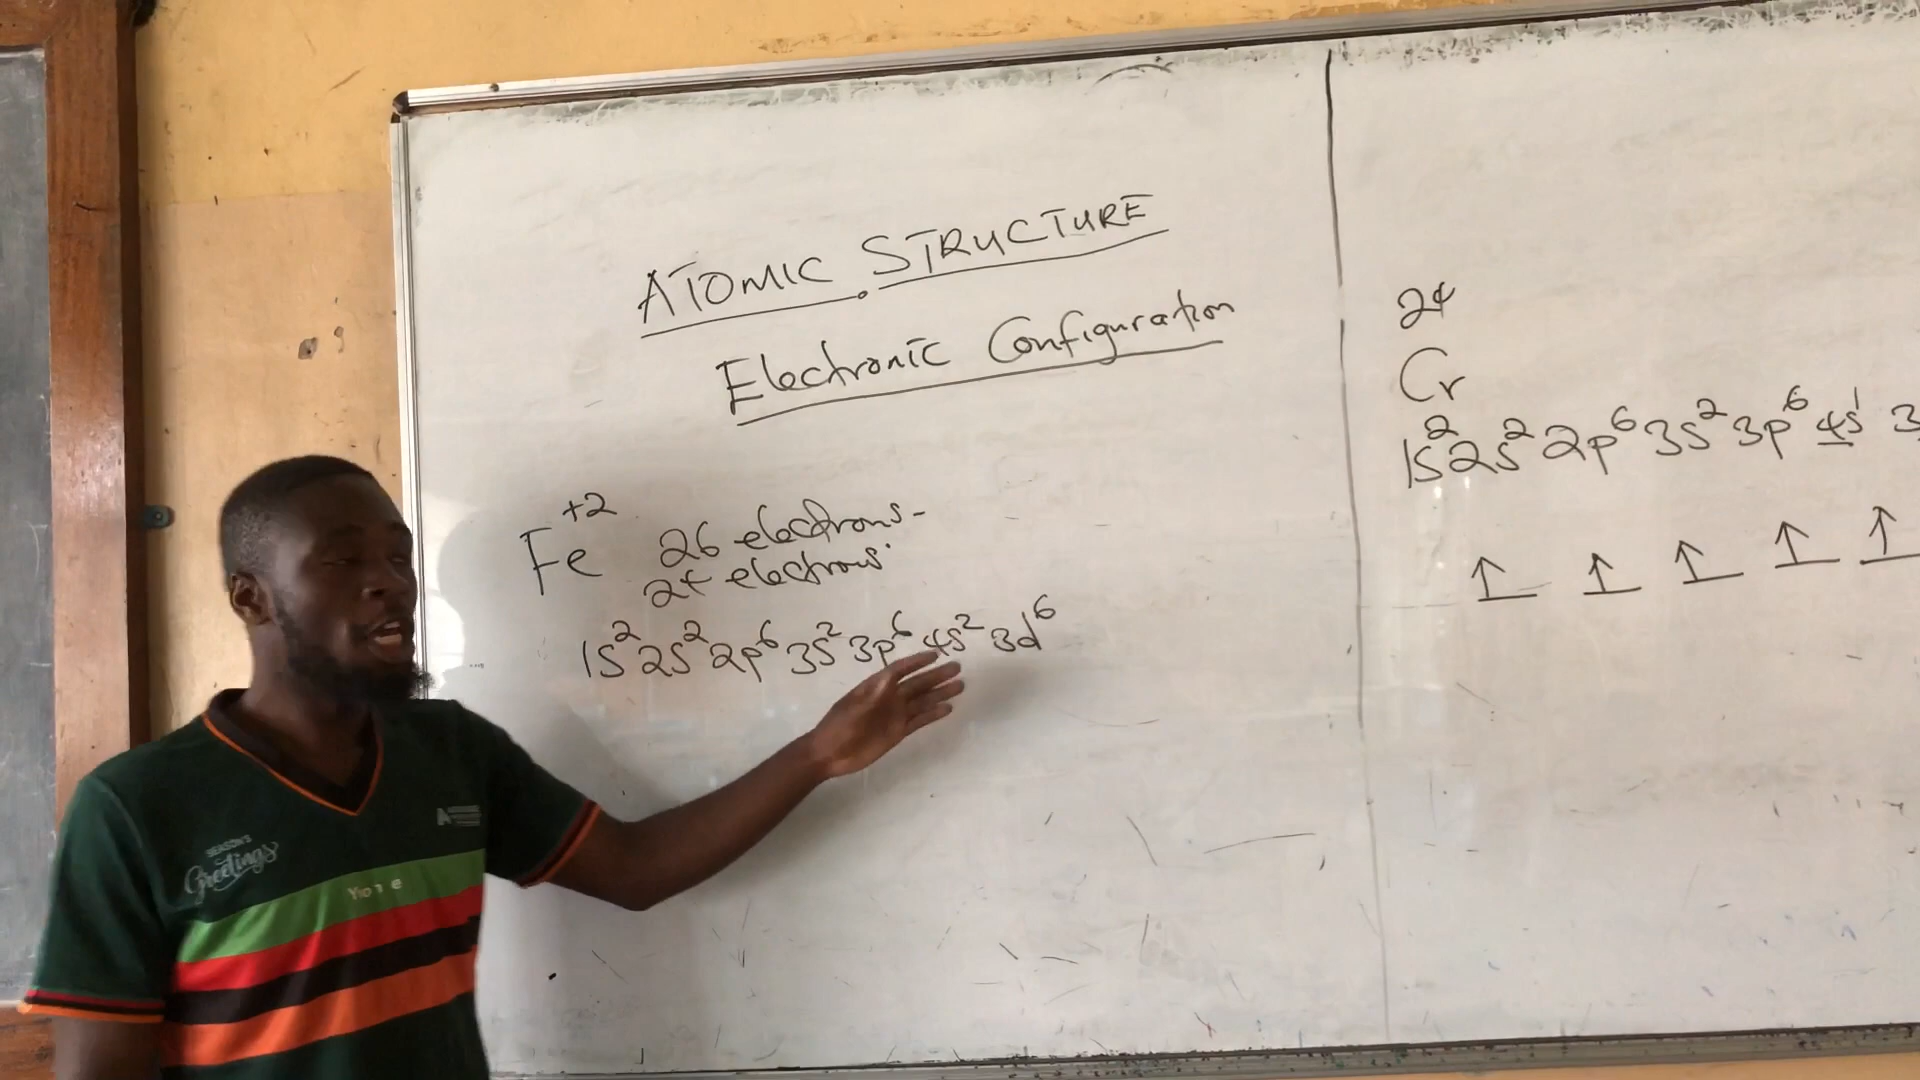 ATOMIC STRUCTURE
Electronic Configuration
Fe+2 26 electrons-
24 electrons.
1s² 2s² 2p⁶ 3s² 3p⁶ 4s² 3d⁶
24
Cr
1s² 2s² 2p⁶ 3s² 3p⁶ 4s¹ 3
↑ ↑ ↑ ↑ ↑
SEASON'S
Greetings